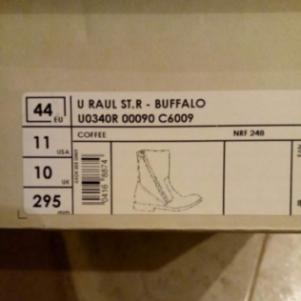 44 EU
U RAUL ST.R - BUFFALO
U0340R 00090 C6009
11 USA
COFFEE
NRF 248
10 UK
295 mm